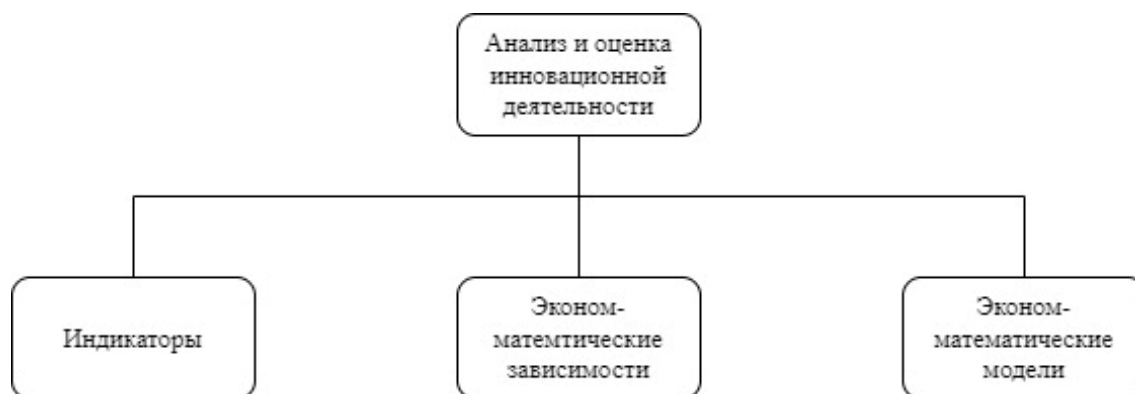 Анализ и оценка
инновационной
деятельности
Индикаторы
Эконом-
матемтические
зависимости
Эконом-
математические
модели